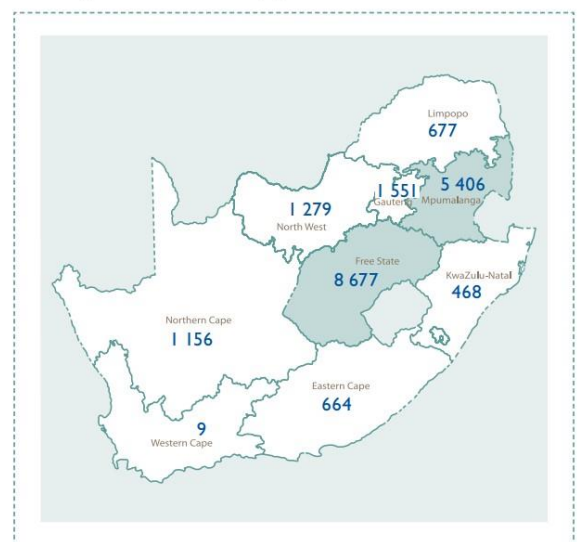 Limpopo
677
1 551
Gauteng
5 406
Mpumalanga
1 279
North West
Free State
8 677
KwaZulu-Natal
468
Northern Cape
1 156
Eastern Cape
664
9
Western Cape